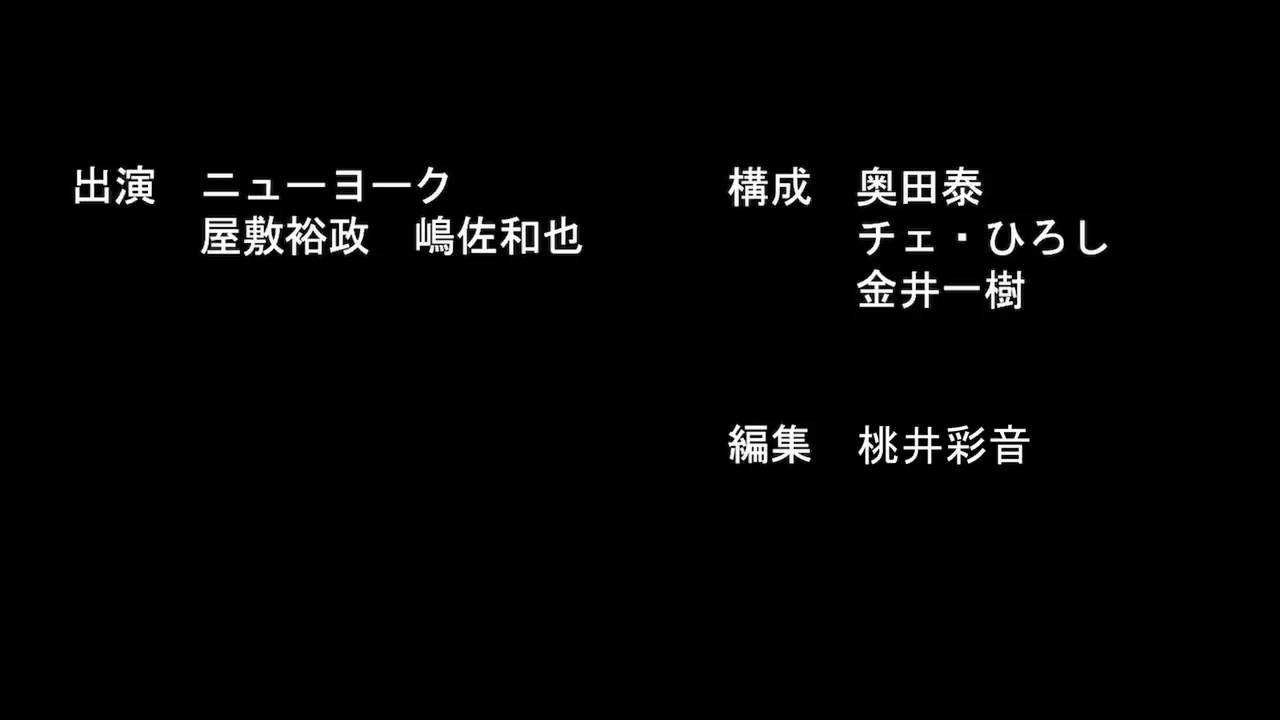 出演　ニューヨーク
屋敷裕政　嶋佐和也
構成　奥田泰
チェ・ひろし
金井一樹
編集　桃井彩音